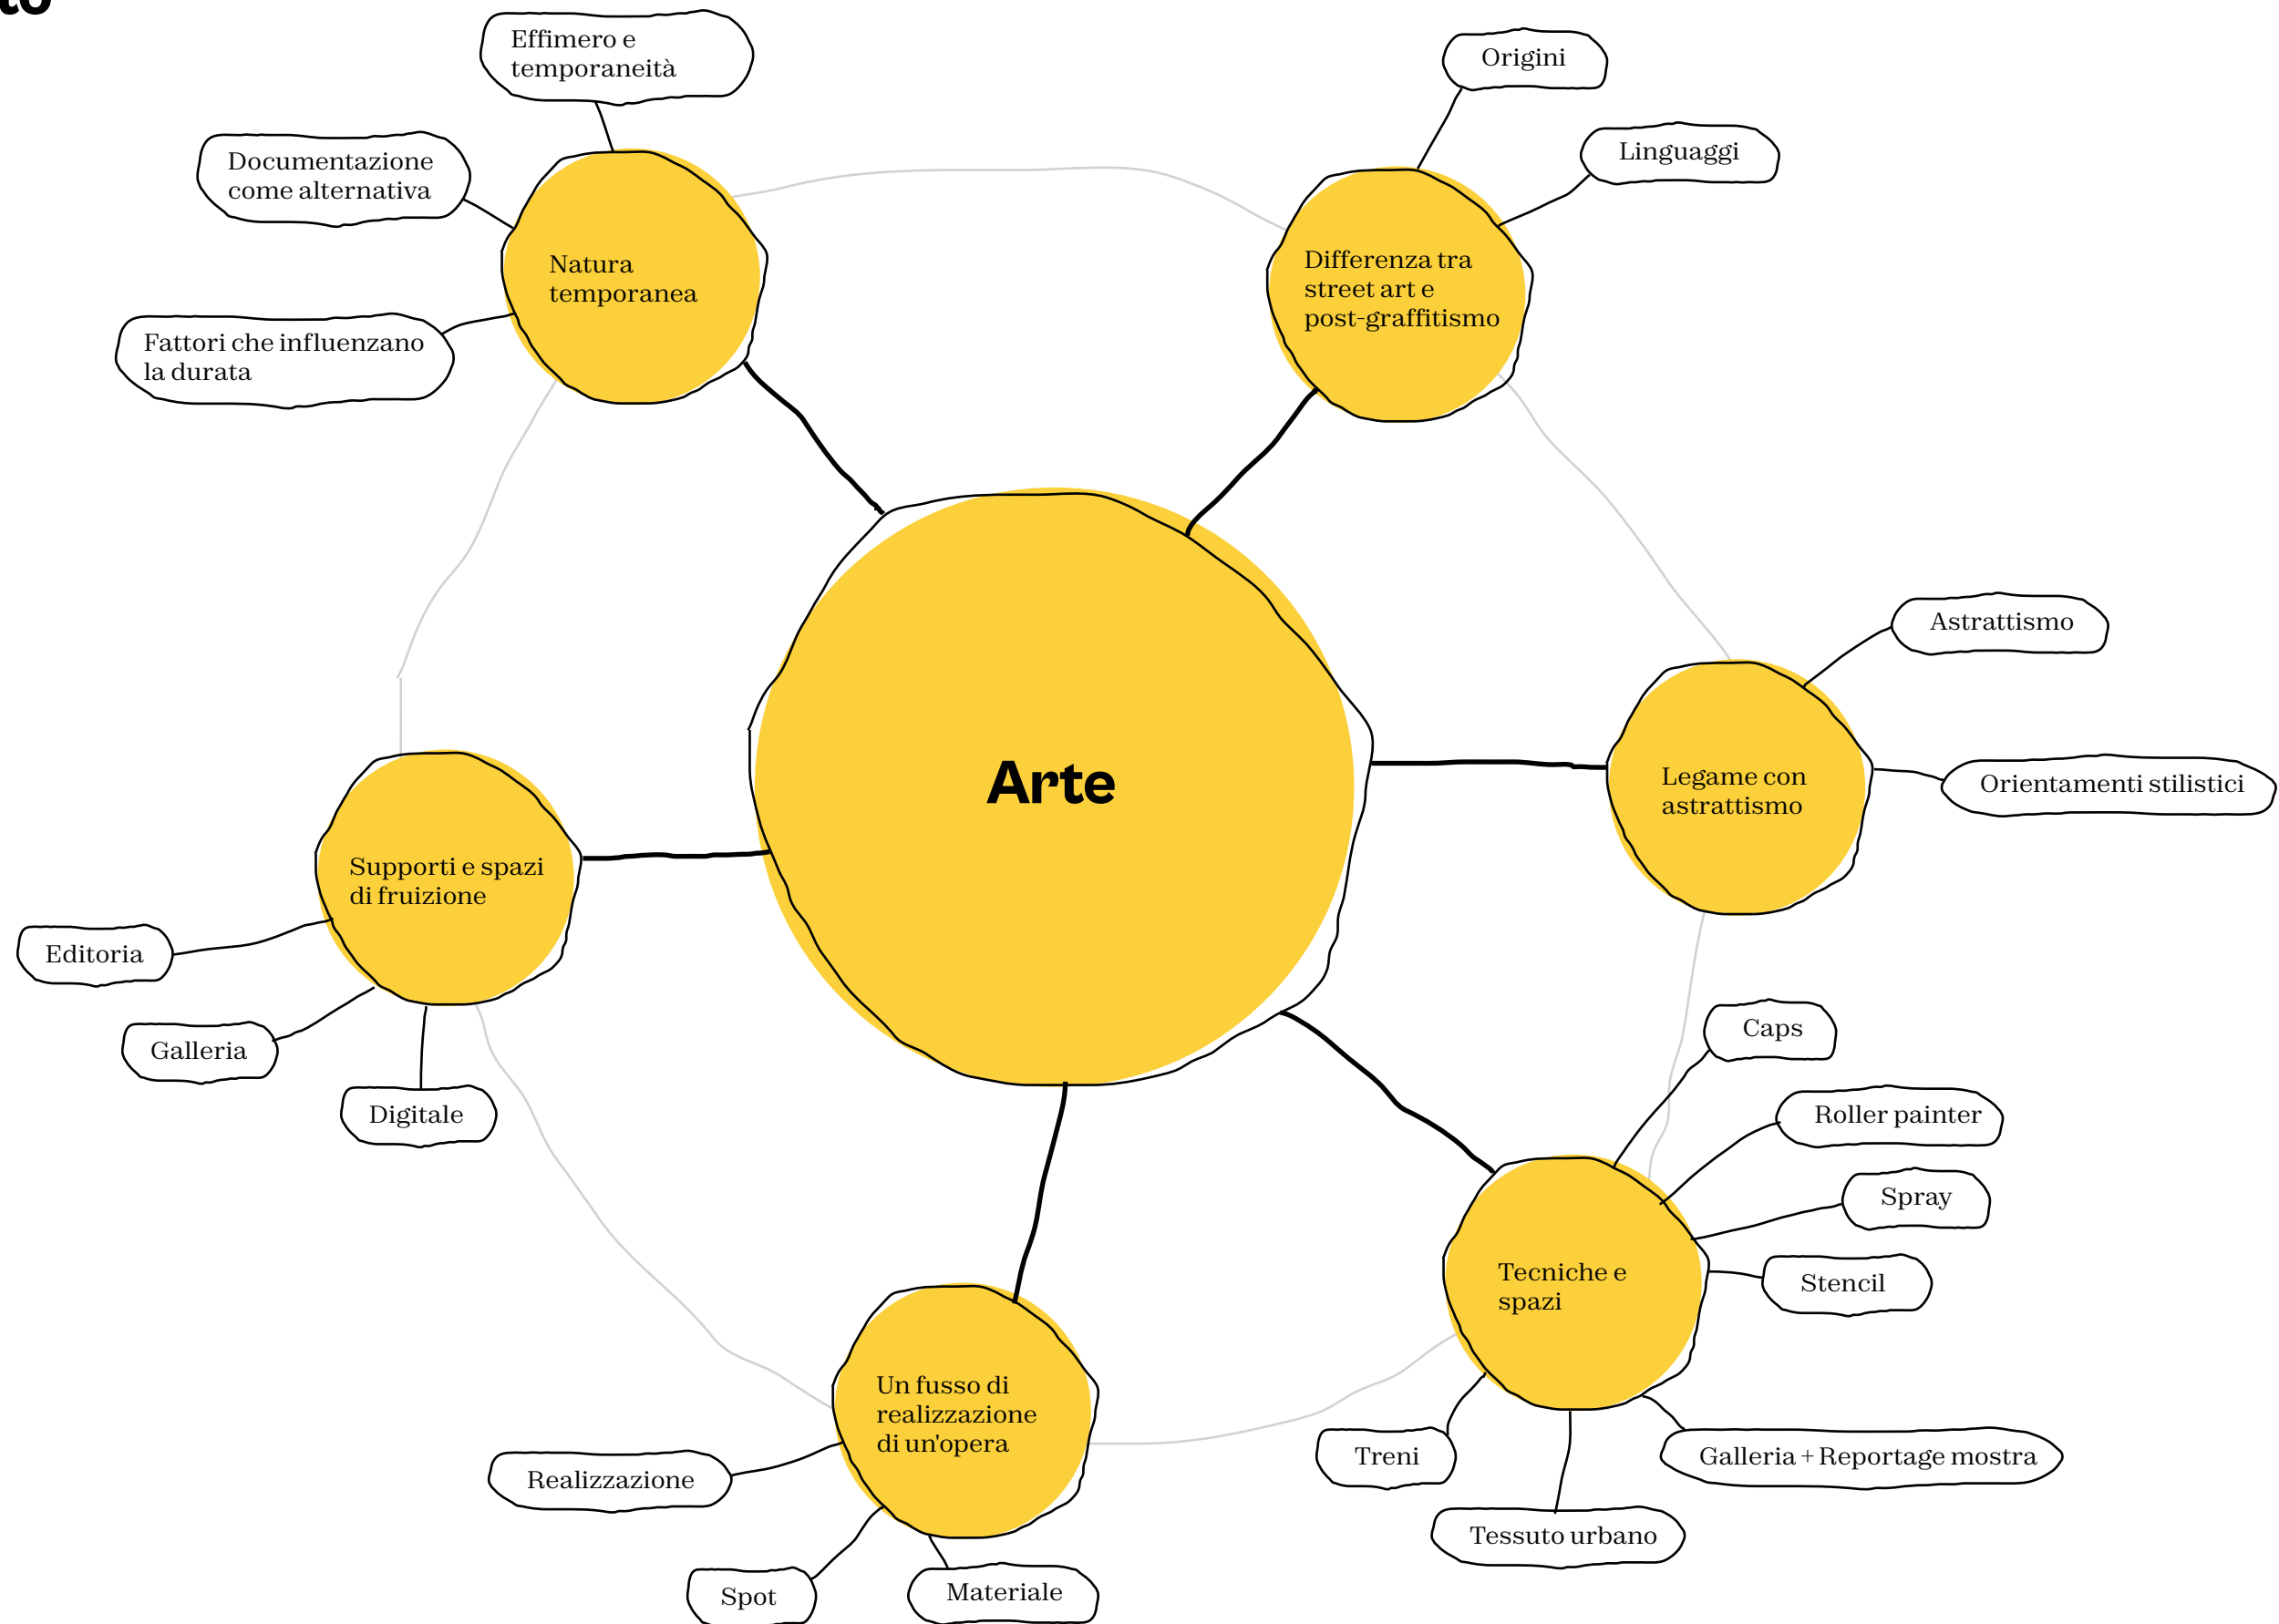 to
Effimero e
temporaneità
Documentazione
come alternativa
Fattori che influenzano
la durata
Natura
temporanea
Origini
Linguaggi
Differenza tra
street art e
post-graffitismo
Arte
Astrattismo
Orientamenti stilistici
Legame con
astrattismo
Supporti e spazi
di fruizione
Editoria
Galleria
Digitale
Caps
Roller painter
Spray
Stencil
Tecniche e
spazi
Treni
Galleria + Reportage mostra
Tessuto urbano
Un fusso di
realizzazione
di un'opera
Realizzazione
Spot
Materiale